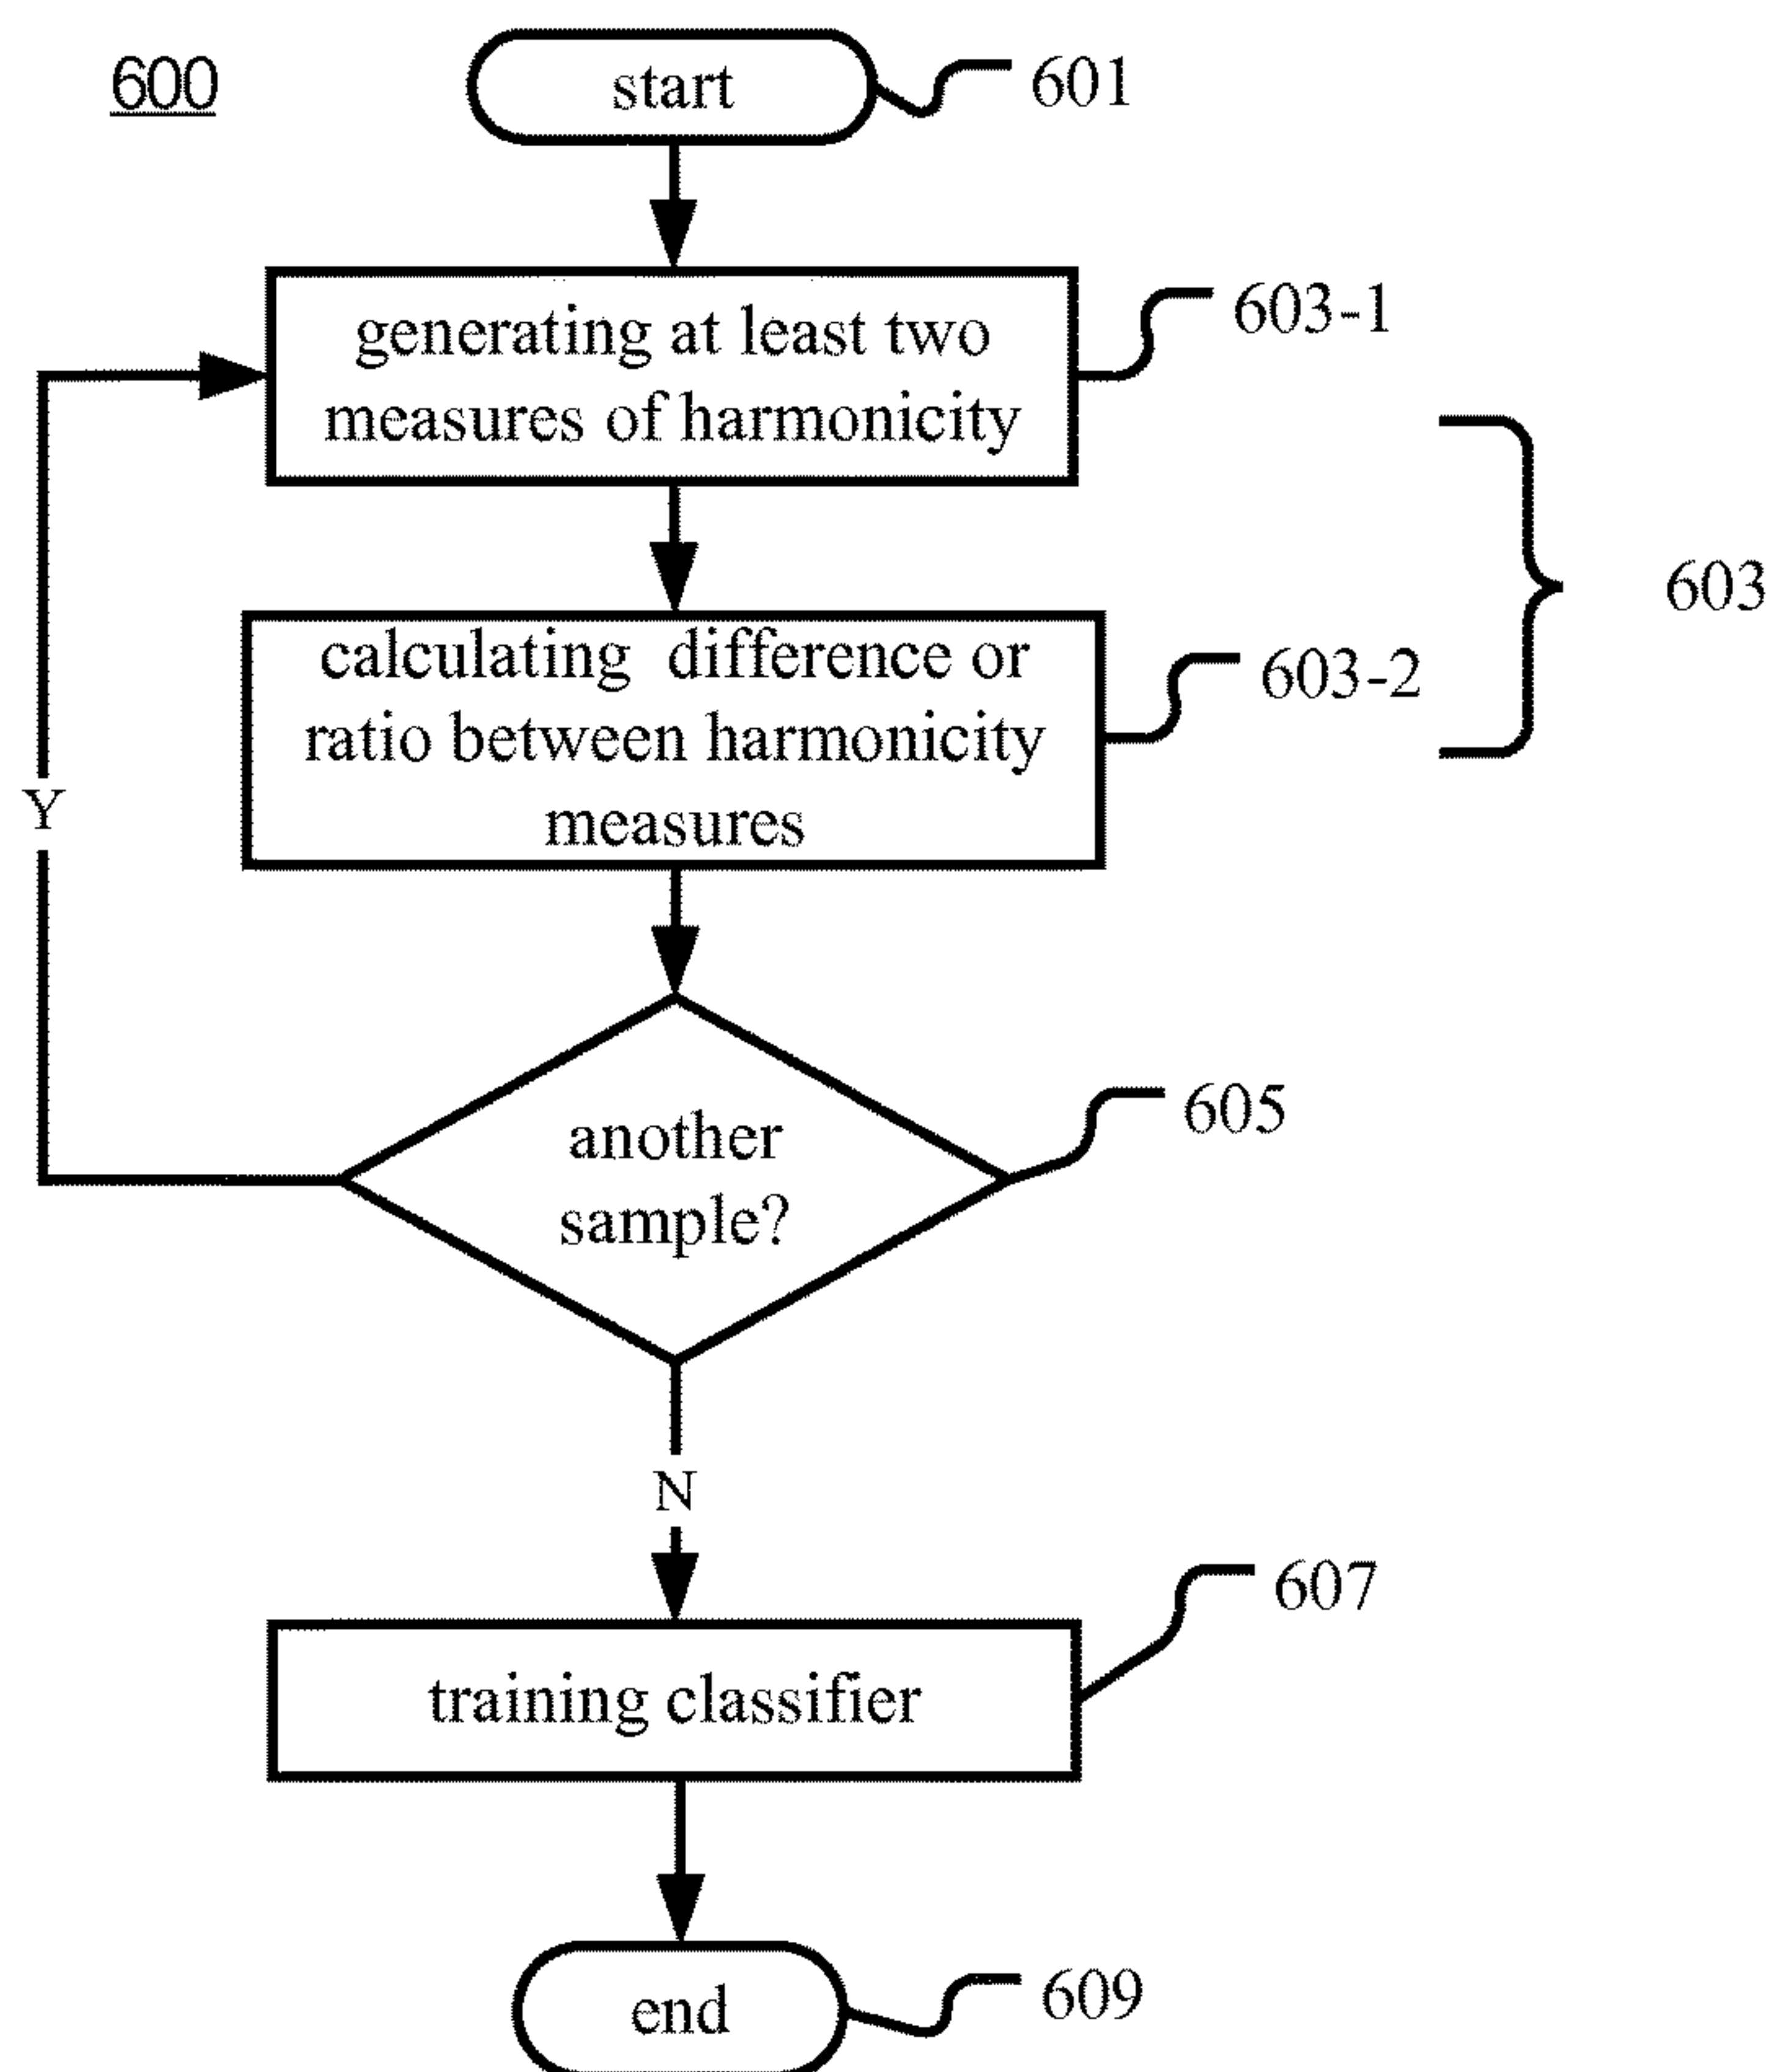 600
start
601
generating at least two
measures of harmonicity
603-1
calculating difference or
ratio between harmonicity
measures
603-2
603
Y
another
sample?
605
N
training classifier
607
end
609